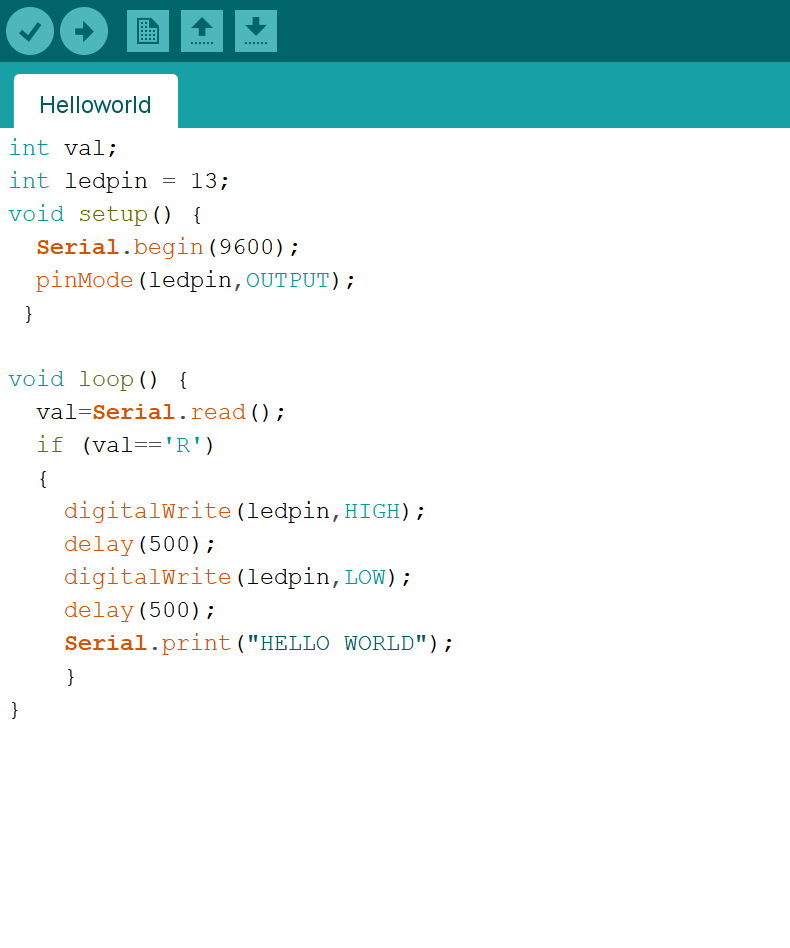 Helloworld
int val;
int ledpin = 13;
void setup() {
  Serial.begin(9600);
  pinMode(ledpin,OUTPUT);
 }

void loop() {
  val=Serial.read();
  if (val=='R')
  {
    digitalWrite(ledpin,HIGH);
    delay(500);
    digitalWrite(ledpin,LOW);
    delay(500);
    Serial.print("HELLO WORLD");
    }
}